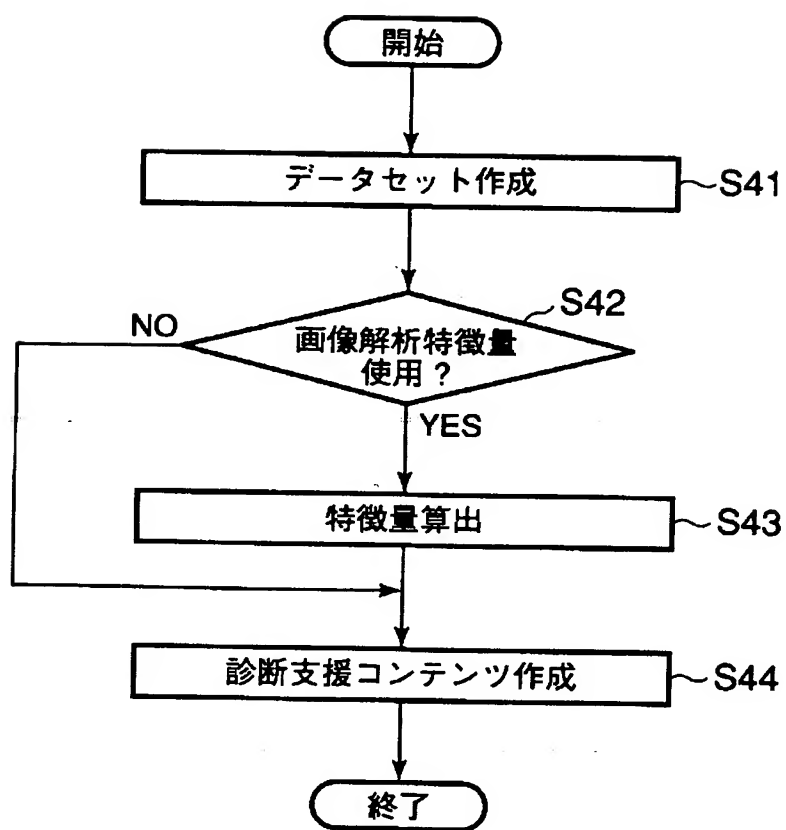 開始
データセット作成
S41
S42
NO
画像解析特徴量
使用?
YES
特徴量算出
S43
診断支援コンテンツ作成
S44
終了